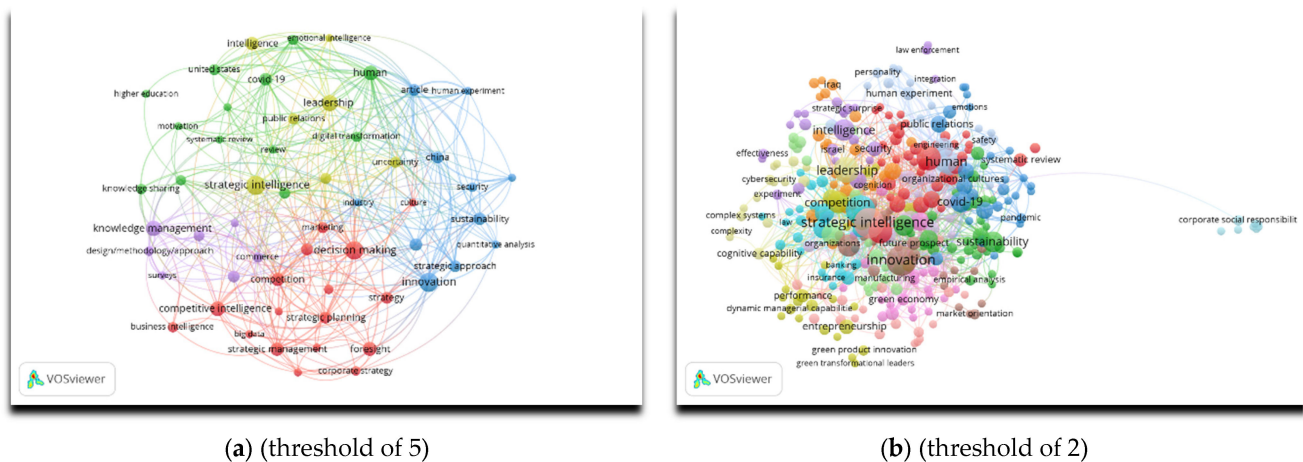 emotional intelligence
intelligence
united states
covid-19
human
higher education
article
human experiment
leadership
public relations
motivation
digital transformation
systematic review
review
uncertainty
china
knowledge sharing
strategic intelligence
security
industry
culture
knowledge management
marketing
sustainability
design/methodology/approach
decision making
quantitative analysis
commerce
surveys
competition
strategic approach
innovation
competitive intelligence
strategy
business intelligence
strategic planning
big data
strategic management
foresight
corporate strategy
VOSviewer
(a) (threshold of 5)
law enforcement
personality
integration
iraq
human experiment
strategic surprise
emotions
intelligence
public relations
engineering
safety
israel
security
effectiveness
human
systematic review
leadership
cybersecurity
cognition
organizational cultures
experiment
competition
covid-19
complex systems
law
strategic intelligence
pandemic
corporate social responsibilit
complexity
organizations
future prospect
sustainability
cognitive capability
innovation
banking
insurance
manufacturing
empirical analysis
performance
green economy
dynamic managerial capabilitie
market orientation
entrepreneurship
green product innovation
green transformational leaders
VOSviewer
(b) (threshold of 2)